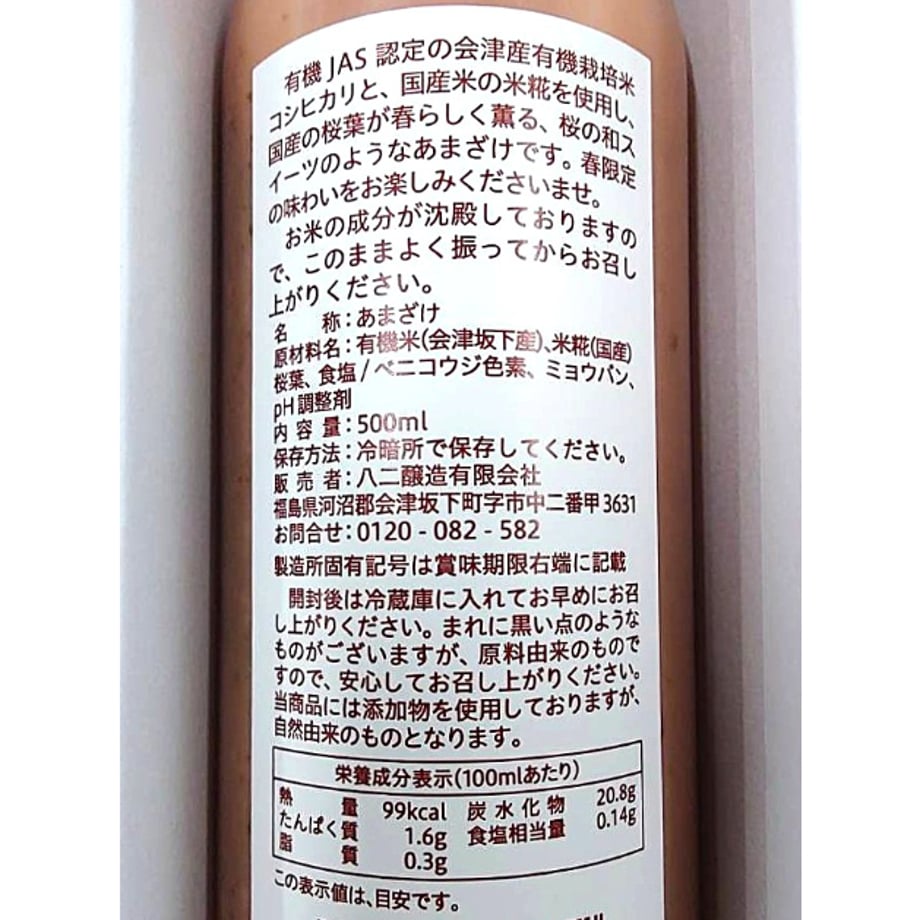 有機JAS認定の会津産有機栽培米
コシヒカリと、国産米の米糀を使用し、
国産の桜葉が春らしく薫る、桜の和ス
イーツのようなあまざけです。春限定
の味わいをお楽しみくださいませ。
お米の成分が沈殿しておりますの
で、このままよく振ってからお召し
上がりください。
名称：あまざけ
原材料名：有機米(会津坂下産)、米糀(国産)
桜葉、食塩/ベニコウジ色素、ミョウバン、
pH調整剤
内容量：500ml
保存方法：冷暗所で保存してください。
販売者：八二醸造有限会社
福島県河沼郡会津坂下町字市中二番甲3631
お問合せ：0120-082-582
製造所固有記号は賞味期限右端に記載
開封後は冷蔵庫に入れてお早めにお召
し上がりください。まれに黒い点のような
ものがございますが、原料由来のもので
すので、安心してお召し上がりください。
当商品には添加物を使用しておりますが、
自然由来のものとなります。
栄養成分表示(100mlあたり)
熱量 99kcal 炭水化物 20.8g
たんぱく質 1.6g 食塩相当量 0.14g
脂質 0.3g
この表示値は、目安です。